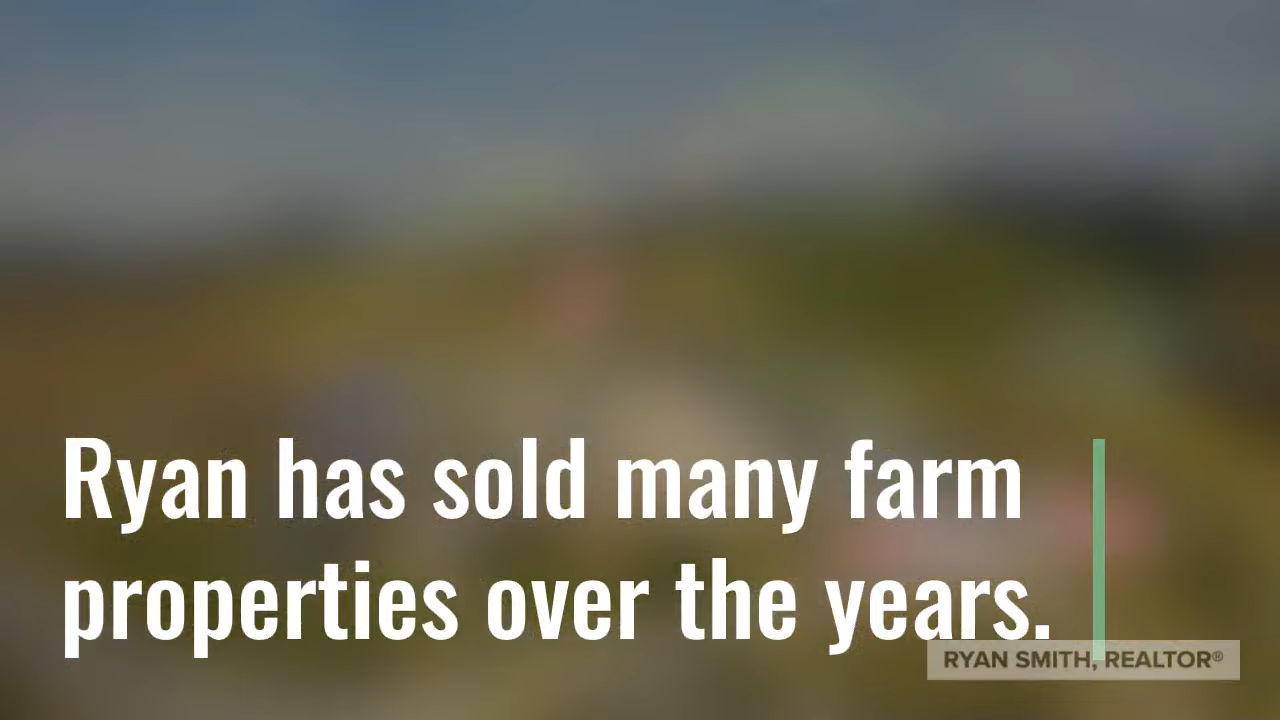 Ryan has sold many farm
properties over the years.
RYAN SMITH, REALTOR®